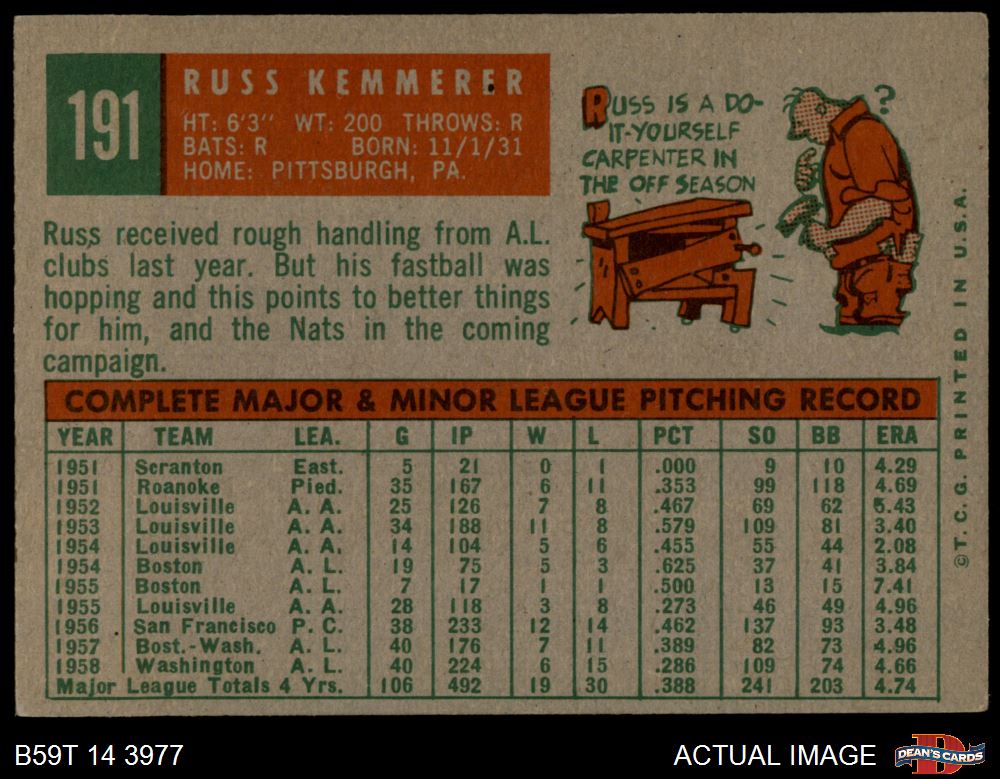 191
RUSS KEMMERER
HT: 6'3" WT: 200 THROWS: R
BATS: R BORN: 11/1/31
HOME: PITTSBURGH, PA.
RUSS IS A DO-
IT-YOURSELF
CARPENTER IN
THE OFF SEASON
?
Russ received rough handling from A.L.
clubs last year. But his fastball was
hopping and this points to better things
for him, and the Nats in the coming
campaign.
COMPLETE MAJOR & MINOR LEAGUE PITCHING RECORD
YEAR TEAM LEA. G IP W L PCT SO BB ERA
1951 Scranton East. 5 21 0 1 .000 9 10 4.29
1951 Roanoke Pied. 35 167 6 11 .353 99 118 4.69
1952 Louisville A. A. 25 126 7 8 .467 69 62 5.43
1953 Louisville A. A. 34 188 11 8 .579 109 81 3.40
1954 Louisville A. A. 14 104 5 6 .455 55 44 2.08
1954 Boston A. L. 19 75 5 3 .625 37 41 3.84
1955 Boston A. L. 7 17 1 1 .500 13 15 7.41
1955 Louisville A. A. 28 118 3 8 .273 46 49 4.96
1956 San Francisco P. C. 38 233 12 14 .462 137 93 3.48
1957 Bost.-Wash. A. L. 40 176 7 11 .389 82 73 4.96
1958 Washington A. L. 40 224 6 15 .286 109 74 4.66
Major League Totals 4 Yrs. 106 492 19 30 .388 241 203 4.74
©T. C. G. PRINTED IN U.S.A.
B59T 14 3977
ACTUAL IMAGE
DEAN'S CARDS